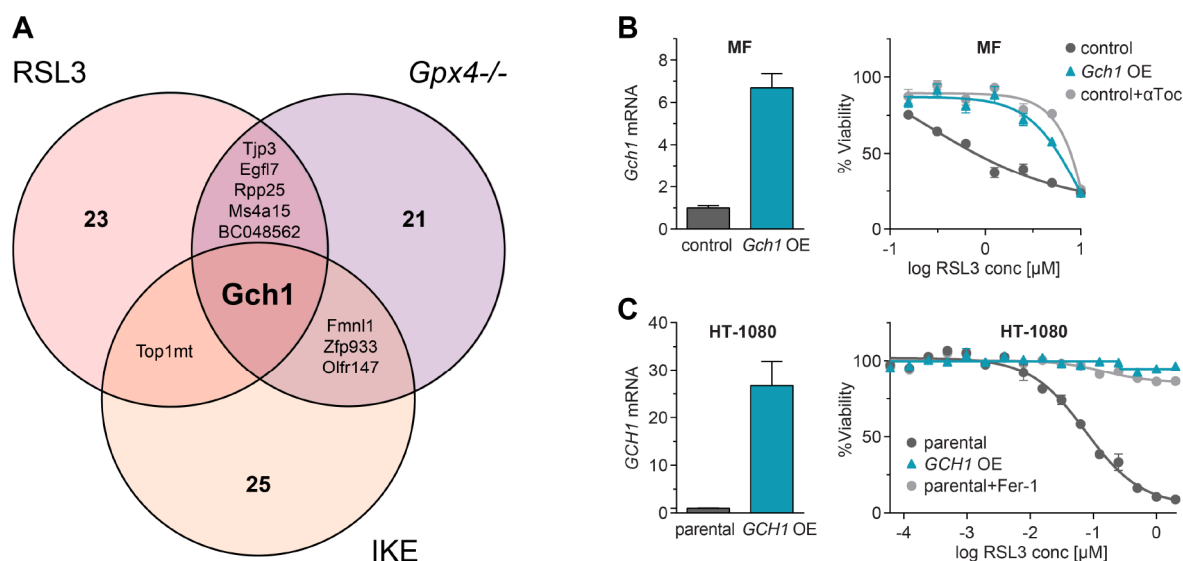 A
RSL3
Gpx4-/-
23
Tjp3
Egfl7
Rpp25
Ms4a15
BC048562
21
Gch1
Top1mt
Fmnl1
Zfp933
Olfr147
25
IKE
B
MF
Gch1 mRNA
8
6
4
2
0
control
Gch1 OE
MF
control
Gch1 OE
control+αToc
% Viability
100
50
0
-1
0
1
log RSL3 conc [µM]
C
HT-1080
GCH1 mRNA
40
30
20
10
0
parental
GCH1 OE
HT-1080
%Viability
100
50
0
parental
GCH1 OE
parental+Fer-1
-4
-3
-2
-1
0
log RSL3 conc [µM]